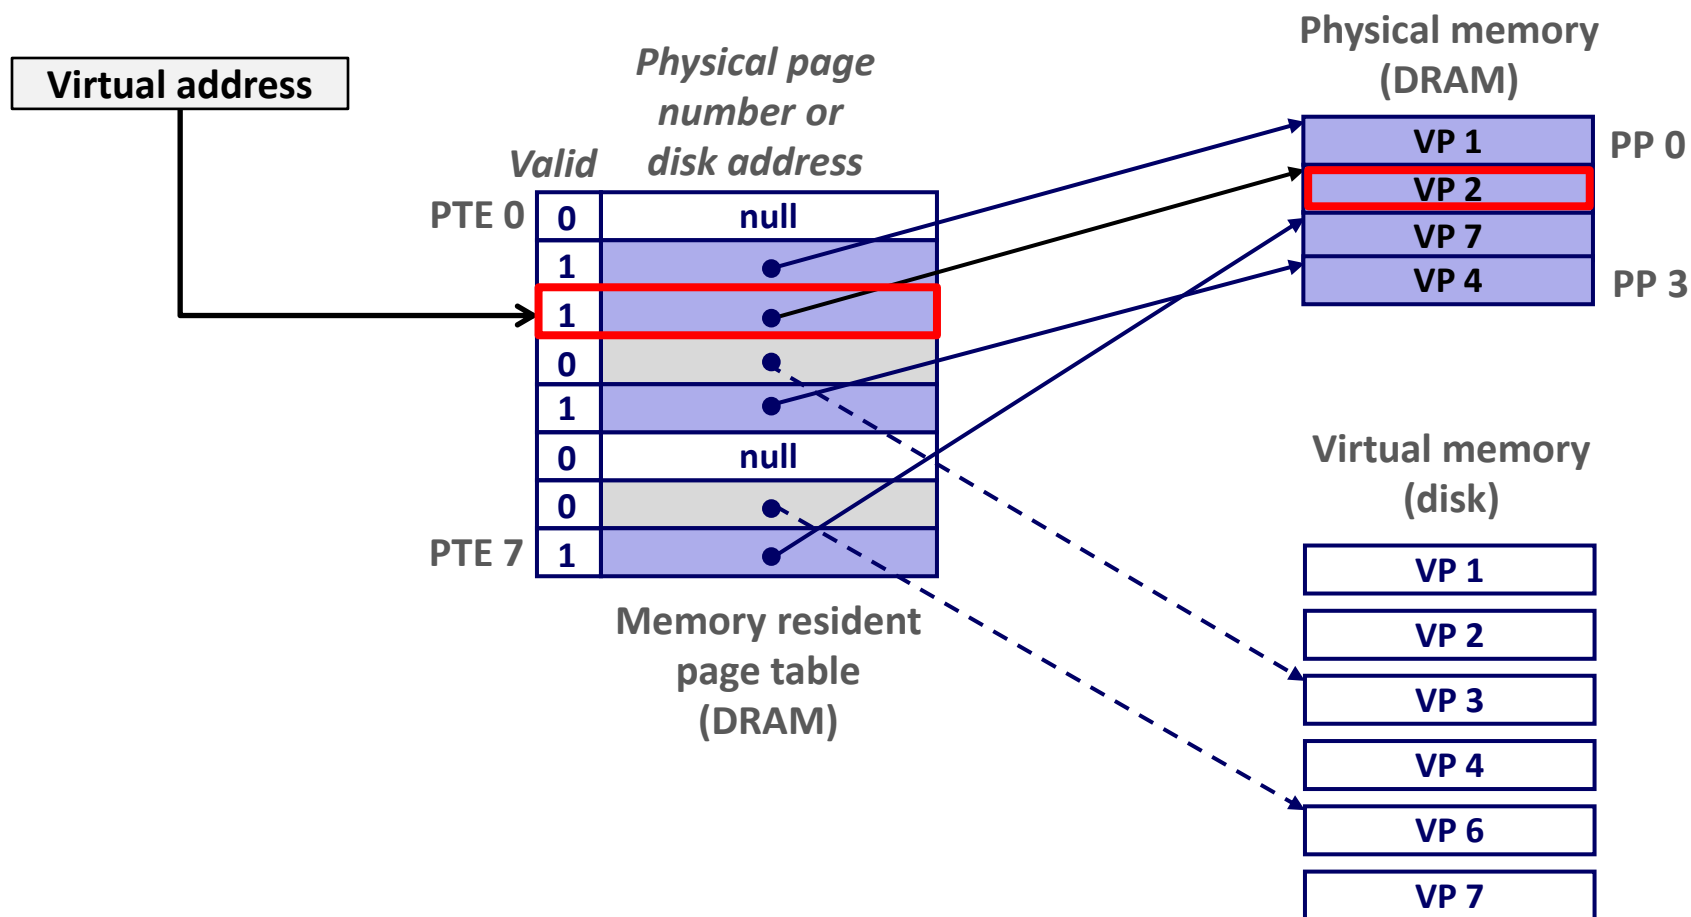 Virtual address
Physical page
number or
disk address
Valid
PTE 0
0
null
1
1
0
1
0
null
0
PTE 7
1
Memory resident
page table
(DRAM)
Physical memory
(DRAM)
VP 1
PP 0
VP 2
VP 7
VP 4
PP 3
Virtual memory
(disk)
VP 1
VP 2
VP 3
VP 4
VP 6
VP 7